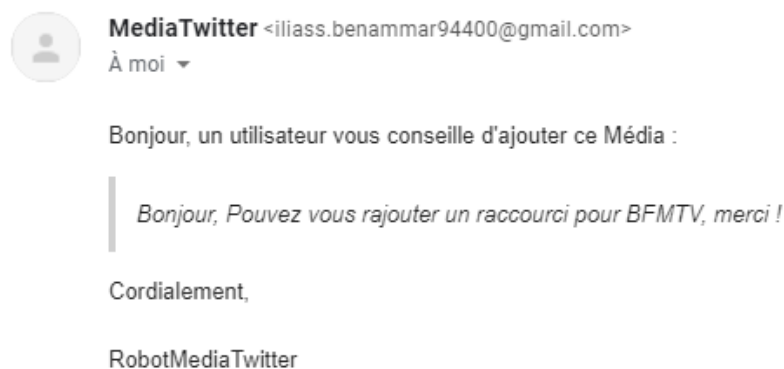 MediaTwitter <iliass.benammar94400@gmail.com>
À moi
Bonjour, un utilisateur vous conseille d'ajouter ce Média :
Bonjour, Pouvez vous rajouter un raccourci pour BFMTV, merci !
Cordialement,
RobotMediaTwitter